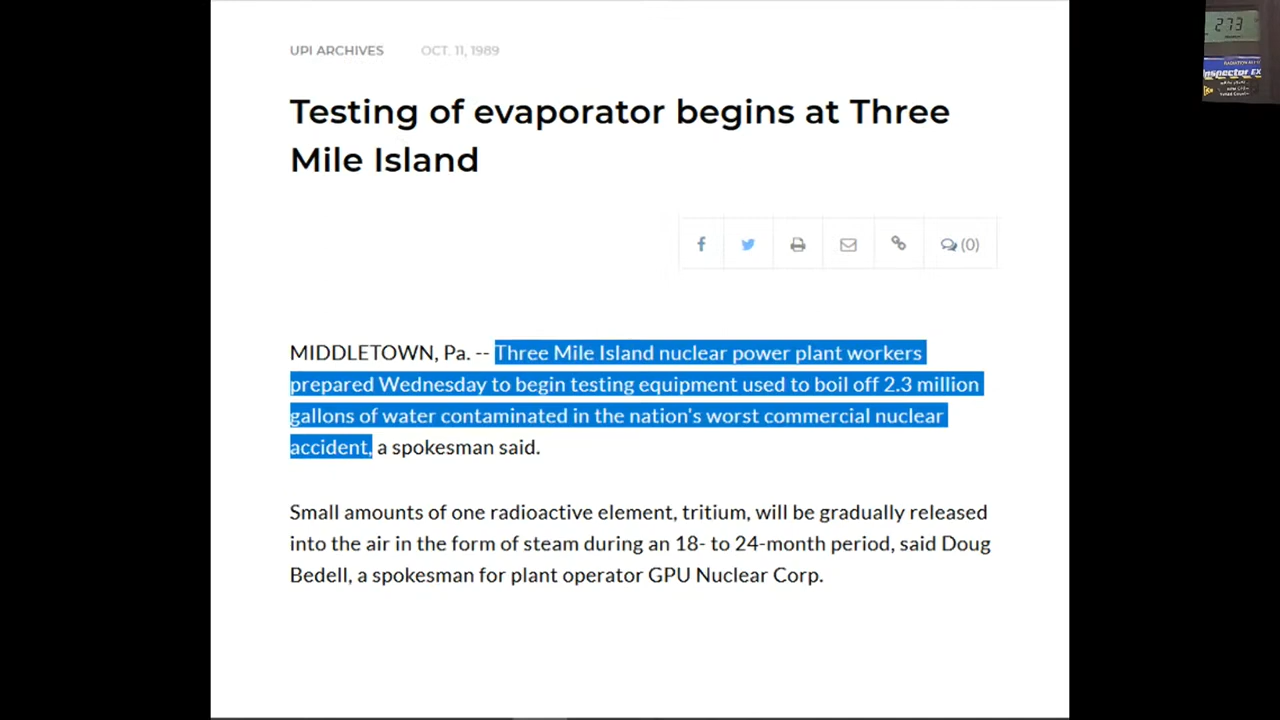 UPI ARCHIVES OCT. 11, 1989
273
Testing of evaporator begins at Three
Mile Island
(0)
MIDDLETOWN, Pa. -- Three Mile Island nuclear power plant workers
prepared Wednesday to begin testing equipment used to boil off 2.3 million
gallons of water contaminated in the nation's worst commercial nuclear
accident, a spokesman said.
Small amounts of one radioactive element, tritium, will be gradually released
into the air in the form of steam during an 18- to 24-month period, said Doug
Bedell, a spokesman for plant operator GPU Nuclear Corp.
Inspector EX